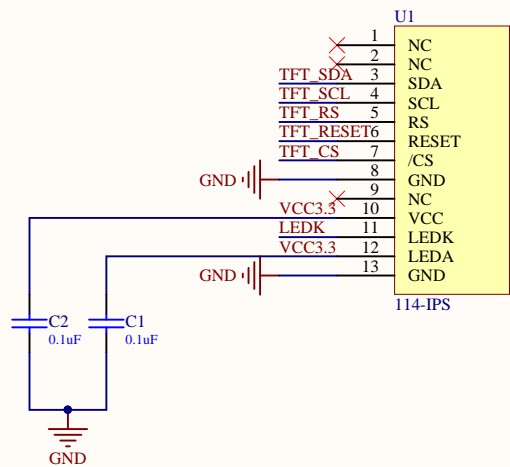 U1
1 NC
2 NC
TFT_SDA 3 SDA
TFT_SCL 4 SCL
TFT_RS 5 RS
TFT_RESET 6 RESET
TFT_CS 7 /CS
GND 8 GND
9 NC
VCC3.3 10 VCC
LEDK 11 LEDK
VCC3.3 12 LEDA
GND 13 GND
114-IPS
C2 C1
0.1uF 0.1uF
GND